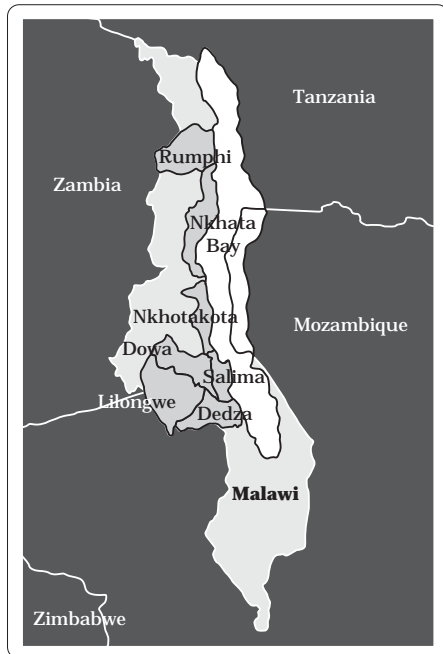 Tanzania
Rumphi
Zambia
Nkhata
Bay
Nkhotakota
Mozambique
Dowa
Salima
Lilongwe
Dedza
Malawi
Zimbabwe